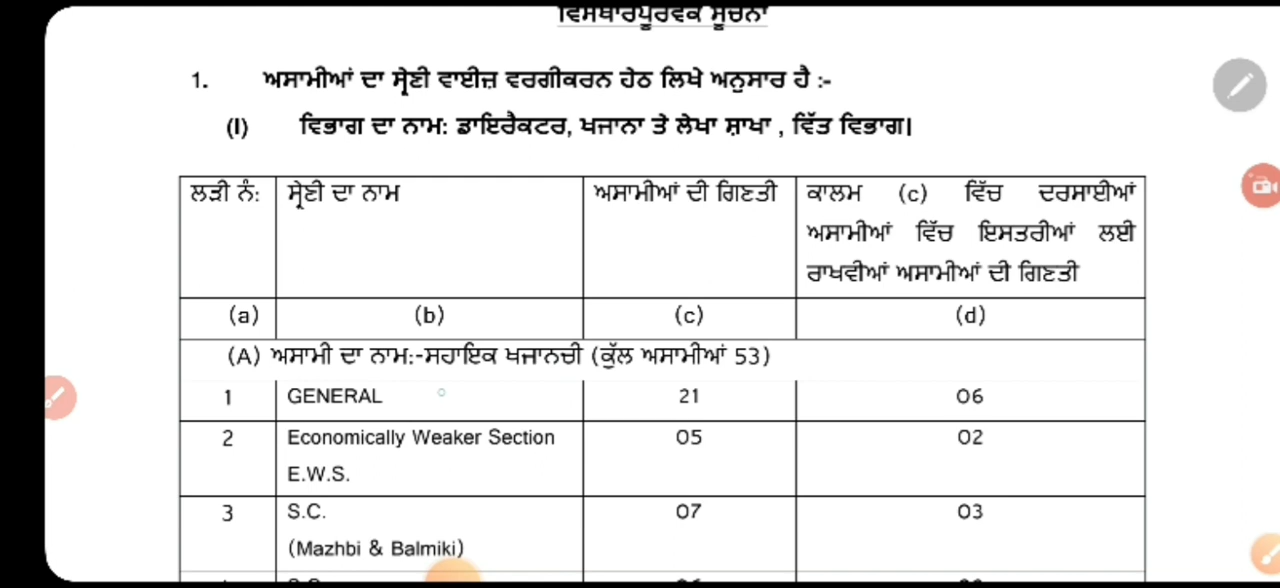 ਵਿਸਥਾਰਪੂਰਵਕ ਸੂਚਨਾ
1. ਅਸਾਮੀਆਂ ਦਾ ਸ਼੍ਰੇਣੀ ਵਾਈਜ਼ ਵਰਗੀਕਰਨ ਹੇਠ ਲਿਖੇ ਅਨੁਸਾਰ ਹੈ :-
(I) ਵਿਭਾਗ ਦਾ ਨਾਮ: ਡਾਇਰੈਕਟਰ, ਖਜਾਨਾ ਤੇ ਲੇਖਾ ਸ਼ਾਖਾ , ਵਿੱਤ ਵਿਭਾਗ।
ਲੜੀ ਨੰ: ਸ਼੍ਰੇਣੀ ਦਾ ਨਾਮ ਅਸਾਮੀਆਂ ਦੀ ਗਿਣਤੀ ਕਾਲਮ (c) ਵਿੱਚ ਦਰਸਾਈਆਂ
ਅਸਾਮੀਆਂ ਵਿੱਚ ਇਸਤਰੀਆਂ ਲਈ
ਰਾਖਵੀਆਂ ਅਸਾਮੀਆਂ ਦੀ ਗਿਣਤੀ
(a) (b) (c) (d)
(A) ਅਸਾਮੀ ਦਾ ਨਾਮ:-ਸਹਾਇਕ ਖਜਾਨਚੀ (ਕੁੱਲ ਅਸਾਮੀਆਂ 53)
1 GENERAL 21 06
2 Economically Weaker Section 05 02
E.W.S.
3 S.C. 07 03
(Mazhbi & Balmiki)